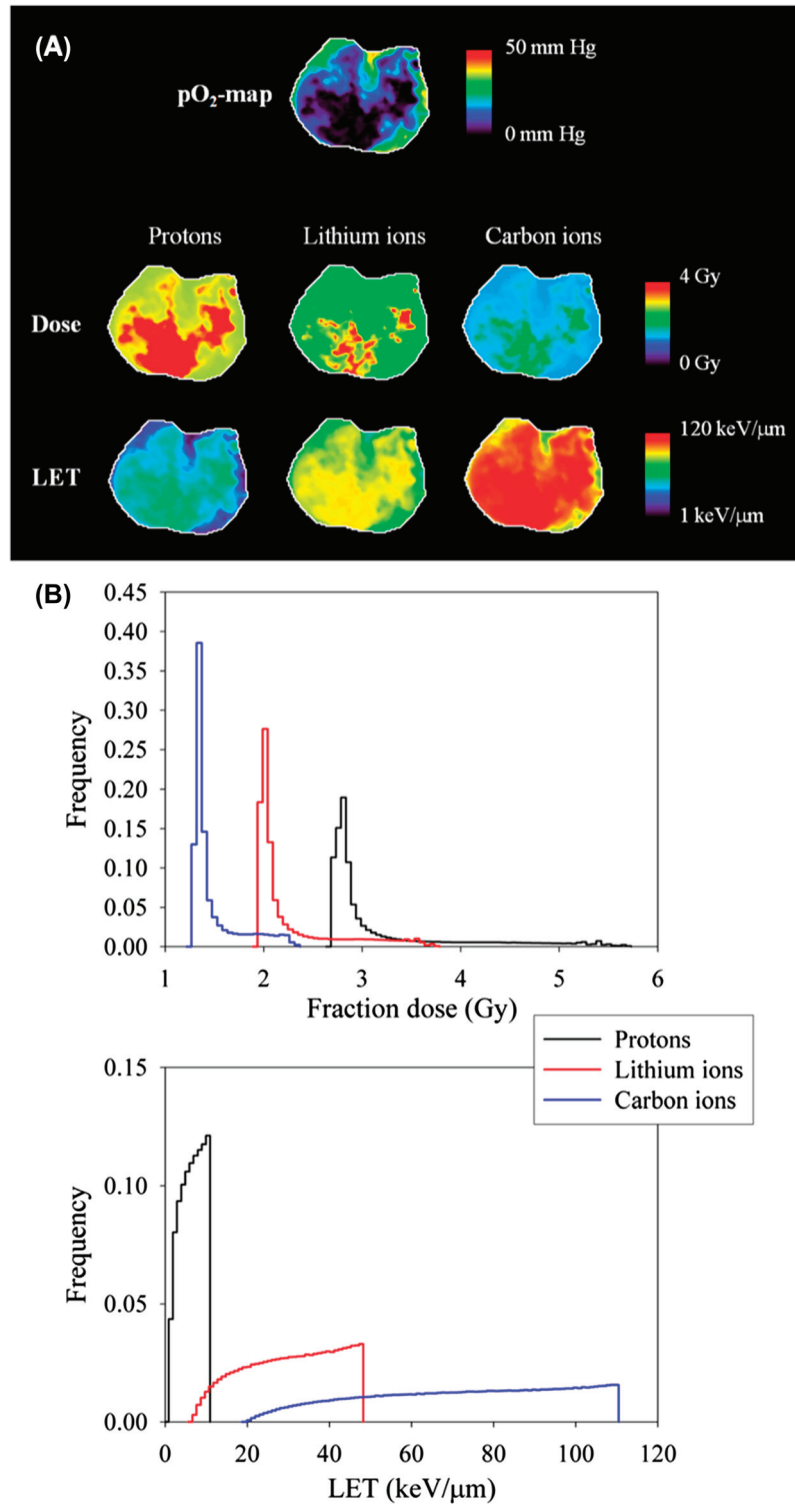 (A)
pO₂-map
50 mm Hg
0 mm Hg
Protons
Lithium ions
Carbon ions
Dose
4 Gy
0 Gy
LET
120 keV/μm
1 keV/μm
(B)
Frequency
0.45
0.40
0.35
0.30
0.25
0.20
0.15
0.10
0.05
0.00
1 2 3 4 5 6
Fraction dose (Gy)
Protons
Lithium ions
Carbon ions
Frequency
0.15
0.10
0.05
0.00
0 20 40 60 80 100 120
LET (keV/μm)